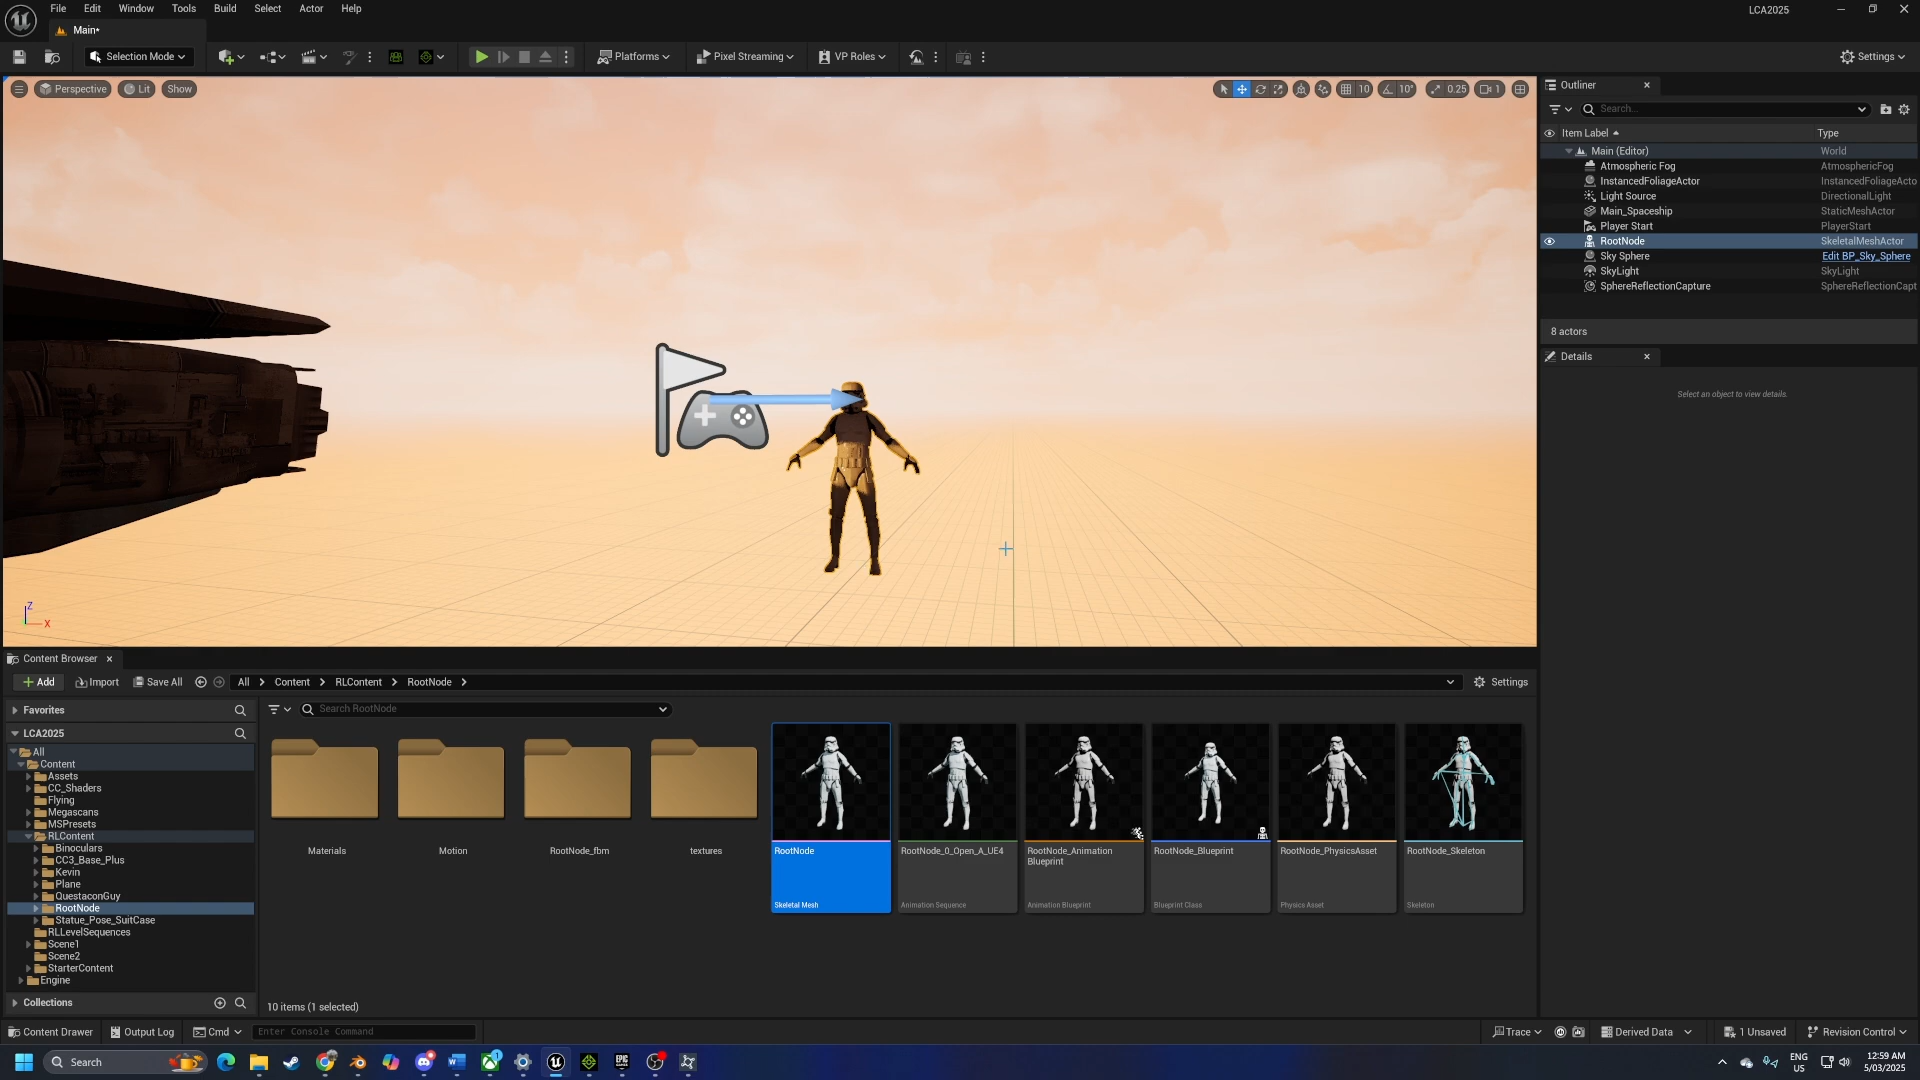 File Edit Window Tools Build Select Actor Help
LCA2025
Main*
Selection Mode
Platforms
Pixel Streaming
VP Roles
Settings
Perspective
Lit
Show
10
10°
0.25
1
Z
X
Outliner
Search...
Item Label
Type
Main (Editor)
World
Atmospheric Fog
AtmosphericFog
InstancedFoliageActor
InstancedFoliageActo
Light Source
DirectionalLight
Main_Spaceship
StaticMeshActor
Player Start
PlayerStart
RootNode
SkeletalMeshActor
Sky Sphere
Edit BP_Sky_Sphere
SkyLight
SkyLight
SphereReflectionCapture
SphereReflectionCapt
8 actors
Details
Select an object to view details.
Content Browser
Add
Import
Save All
All
Content
RLContent
RootNode
Settings
Favorites
Search RootNode
LCA2025
All
Content
Assets
CC_Shaders
Flying
Megascans
MSPresets
RLContent
Binoculars
CC3_Base_Plus
Kevin
Plane
QuestaconGuy
RootNode
Statue_Pose_SuitCase
RLLevelSequences
Scene1
Scene2
StarterContent
Engine
Collections
Materials
Motion
RootNode_fbm
textures
RootNode
Skeletal Mesh
RootNode_0_Open_A_UE4
Animation Sequence
RootNode_Animation
Blueprint
Animation Blueprint
RootNode_Blueprint
Blueprint Class
RootNode_PhysicsAsset
Physics Asset
RootNode_Skeleton
Skeleton
10 items (1 selected)
Content Drawer
Output Log
Cmd
Enter Console Command
Trace
Derived Data
1 Unsaved
Revision Control
Search
EPIC
GAMES
ENG
US
12:59 AM
5/03/2025